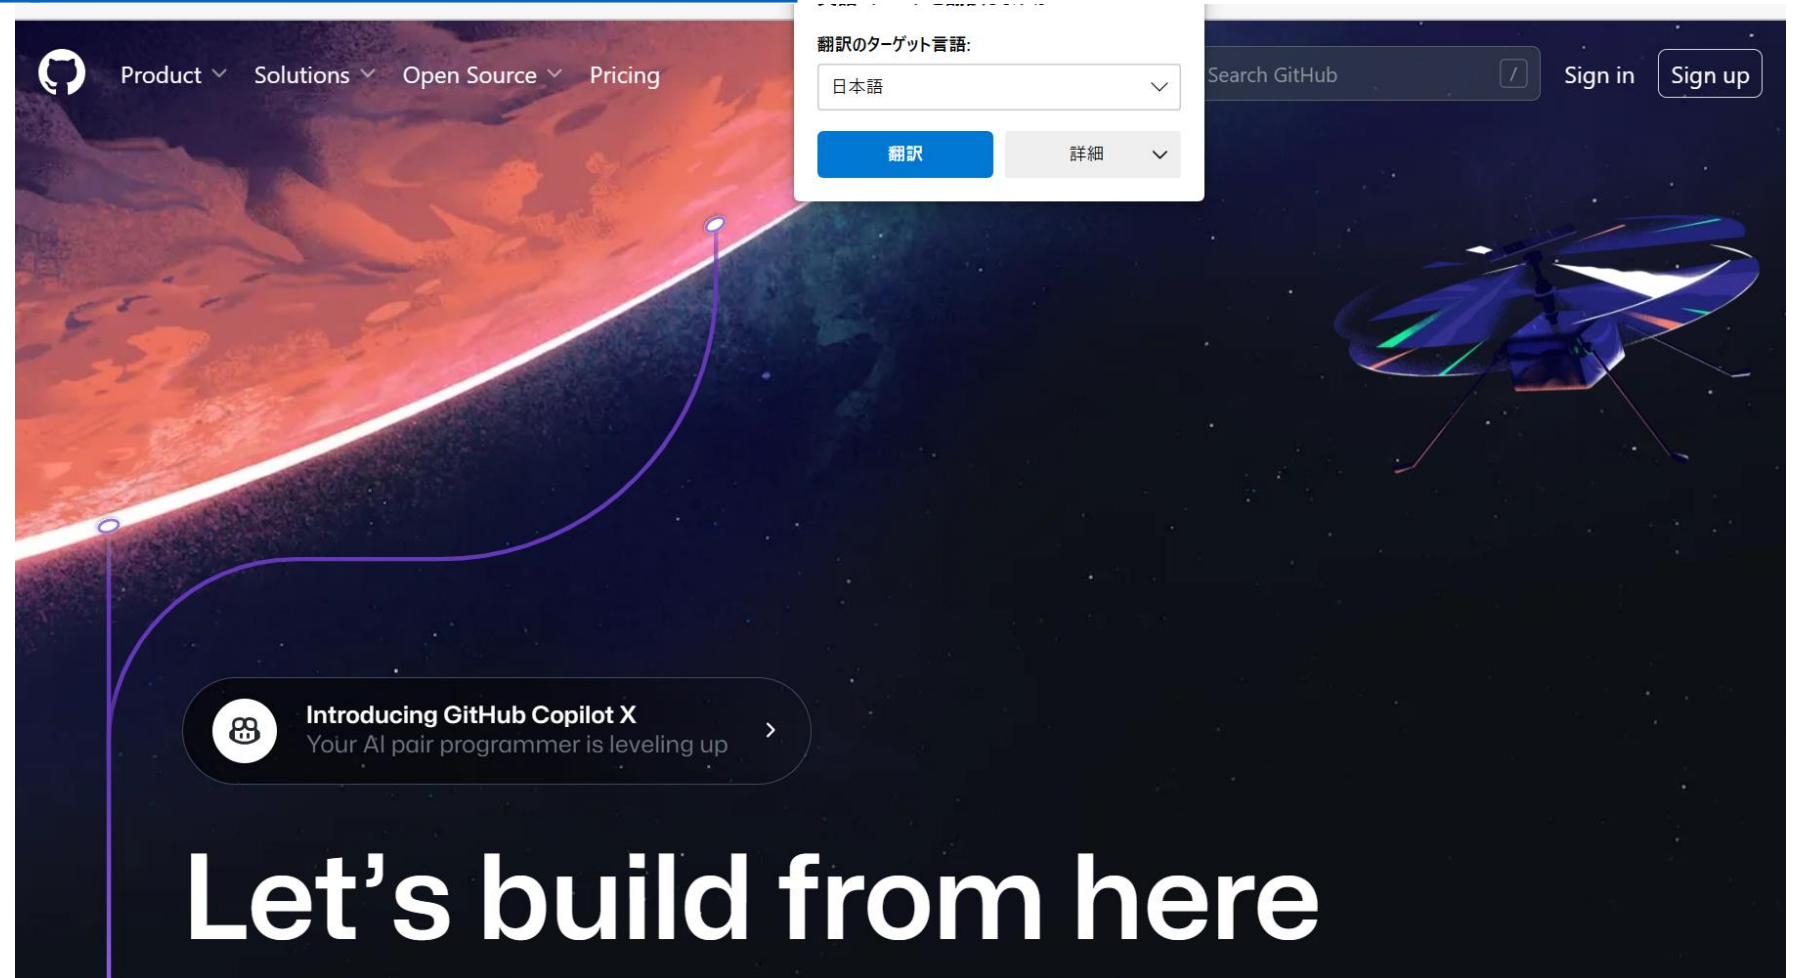 翻訳のターゲット言語:
日本語
翻訳
詳細
Product
Solutions
Open Source
Pricing
Search GitHub
/
Sign in
Sign up
Introducing GitHub Copilot X
Your AI pair programmer is leveling up
Let's build from here